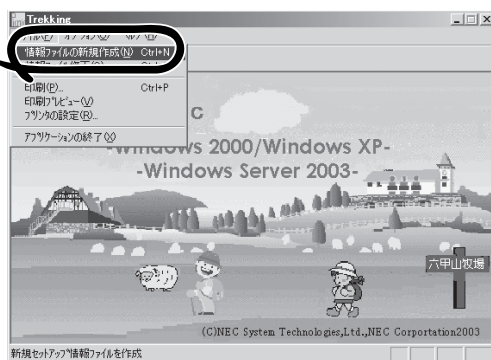 Trekking
情報ファイルの新規作成(N) Ctrl+N
印刷(P)... Ctrl+P
印刷プレビュー(V)
プリンタの設定(R)...
アプリケーションの終了(X)
C
-Windows 2000/Windows XP-
-Windows Server 2003-
六甲山牧場
(C)NEC System Technologies,Ltd.,NEC Corportation2003
新規セットアップ情報ファイルを作成